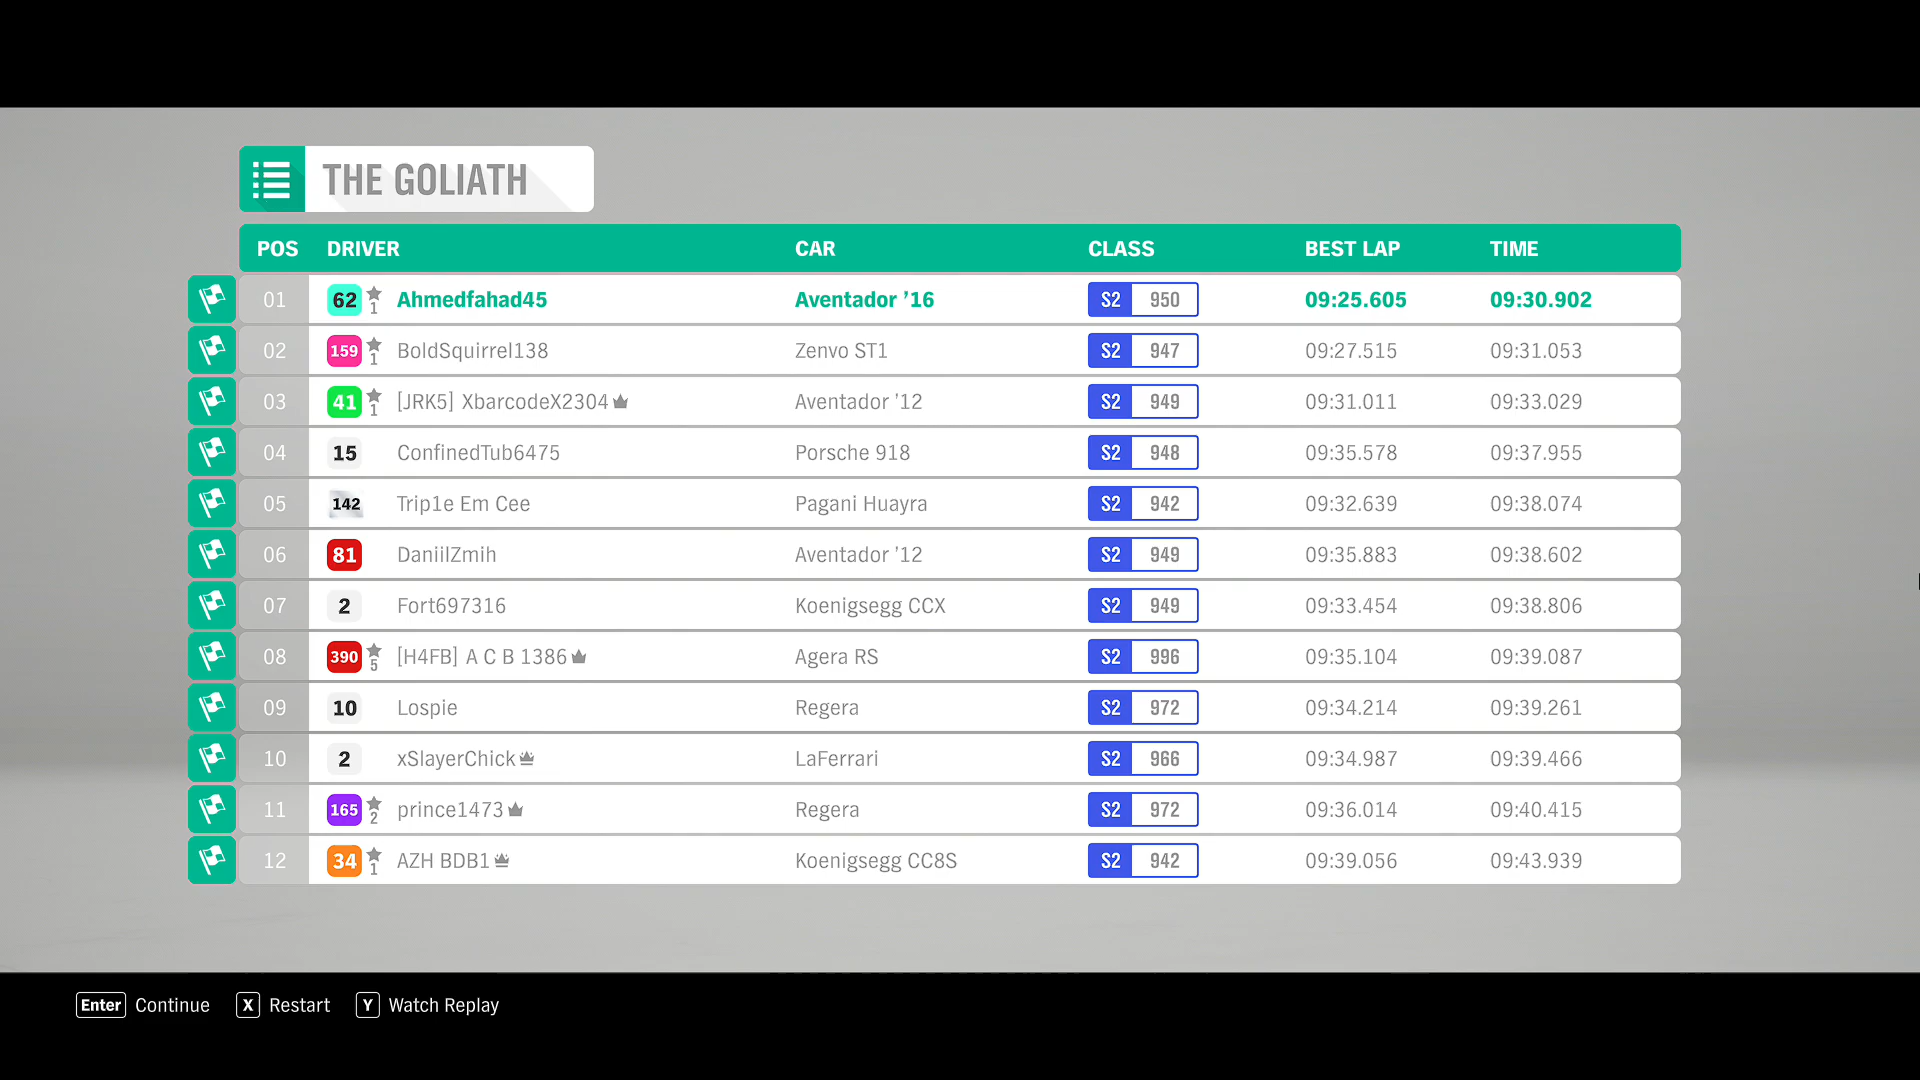 THE GOLIATH
POS DRIVER CAR CLASS BEST LAP TIME
01 62 1 Ahmedfahad45 Aventador ’16 S2 950 09:25.605 09:30.902
02 159 1 BoldSquirrel138 Zenvo ST1 S2 947 09:27.515 09:31.053
03 41 1 [JRK5] XbarcodeX2304 Aventador ’12 S2 949 09:31.011 09:33.029
04 15 ConfinedTub6475 Porsche 918 S2 948 09:35.578 09:37.955
05 142 Trip1e Em Cee Pagani Huayra S2 942 09:32.639 09:38.074
06 81 DaniilZmih Aventador ’12 S2 949 09:35.883 09:38.602
07 2 Fort697316 Koenigsegg CCX S2 949 09:33.454 09:38.806
08 390 5 [H4FB] A C B 1386 Agera RS S2 996 09:35.104 09:39.087
09 10 Lospie Regera S2 972 09:34.214 09:39.261
10 2 xSlayerChick LaFerrari S2 966 09:34.987 09:39.466
11 165 2 prince1473 Regera S2 972 09:36.014 09:40.415
12 34 1 AZH BDB1 Koenigsegg CC8S S2 942 09:39.056 09:43.939
Enter Continue X Restart Y Watch Replay